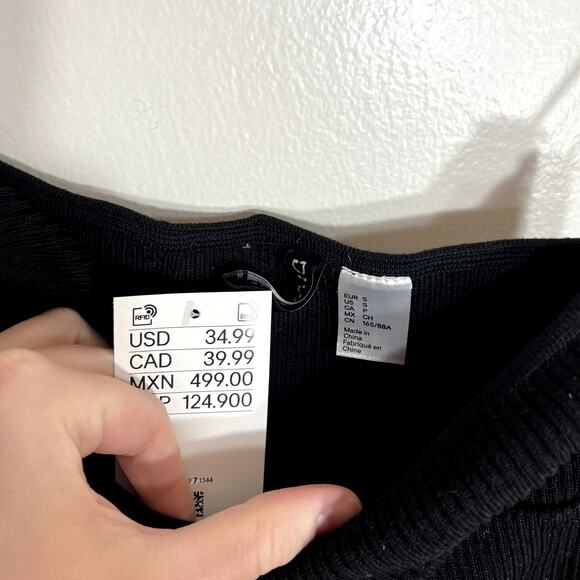 RFID
USD 34.99
CAD 39.99
MXN 499.00
P 124.900
71344
EUR S
US S
CA P
MX CH
CN 165/88A
Made in
China
Fabriqué en
Chine